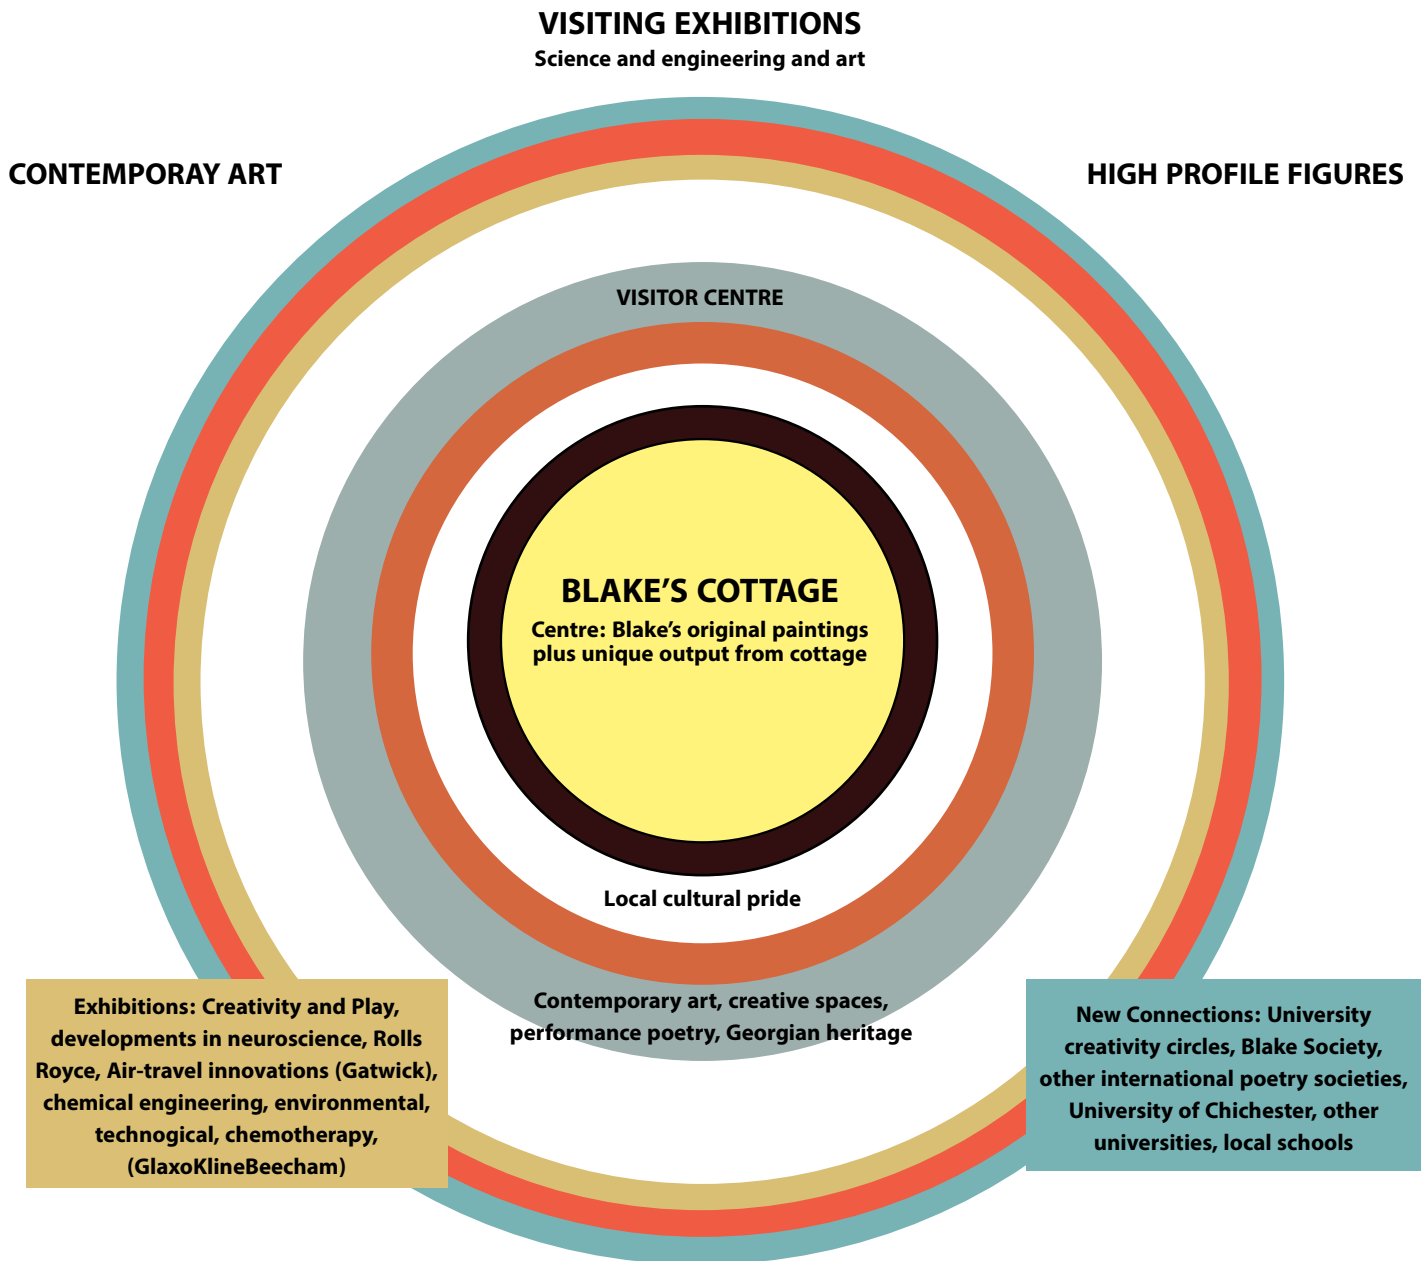 VISITING EXHIBITIONS
Science and engineering and art
CONTEMPORAY ART
HIGH PROFILE FIGURES
VISITOR CENTRE
BLAKE’S COTTAGE
Centre: Blake’s original paintings
plus unique output from cottage
Local cultural pride
Contemporary art, creative spaces,
performance poetry, Georgian heritage
Exhibitions: Creativity and Play,
developments in neuroscience, Rolls
Royce, Air-travel innovations (Gatwick),
chemical engineering, environmental,
technogical, chemotherapy,
(GlaxoKlineBeecham)
New Connections: University
creativity circles, Blake Society,
other international poetry societies,
University of Chichester, other
universities, local schools